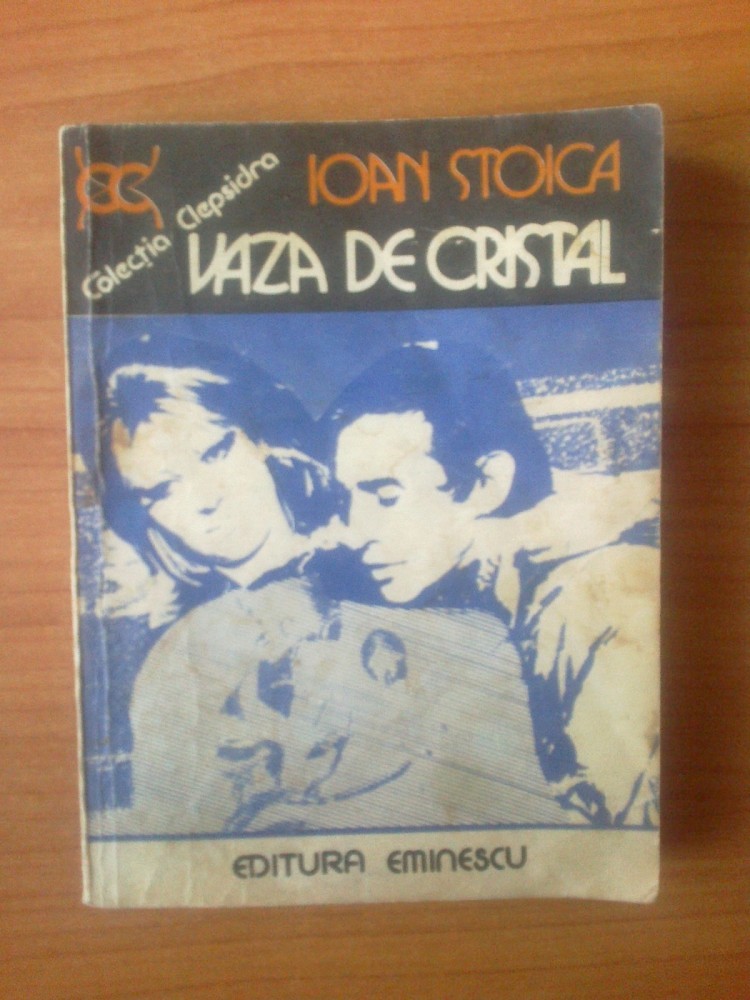 IOAN STOICA
Colecția Clepsidra
VAZA DE CRISTAL
EDITURA EMINESCU